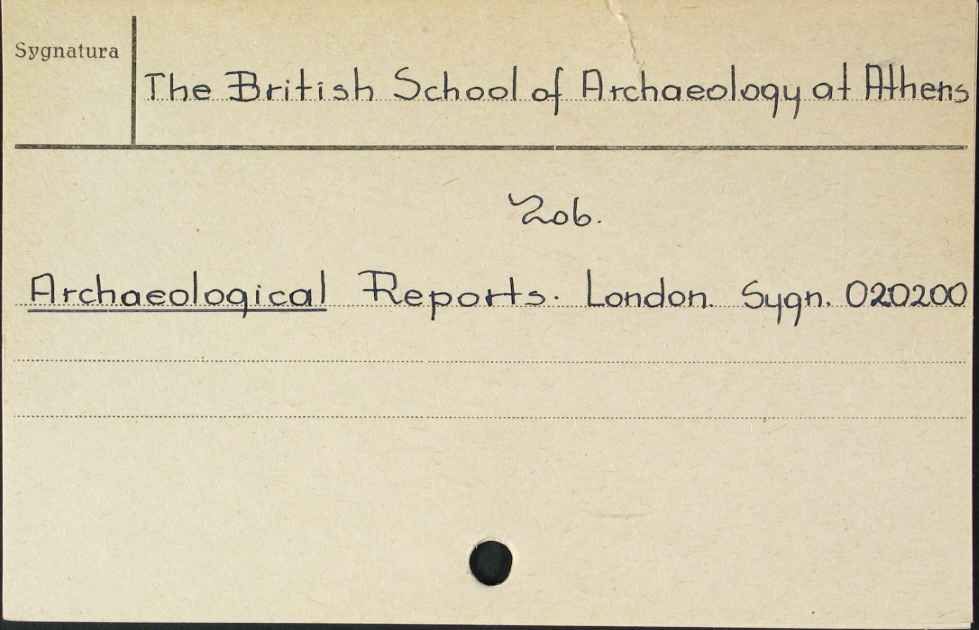 Sygnatura
The British School of Archaeology at Athens
Zob.
Archaeological Reports. London. Sygn. 020200